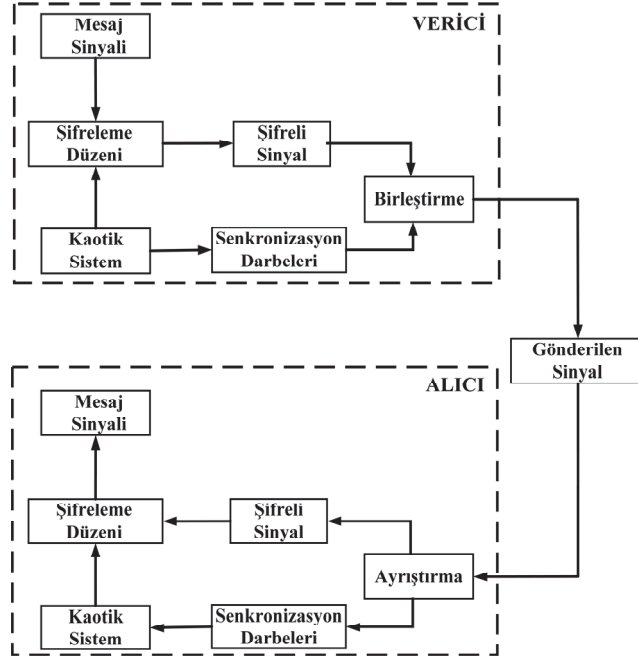 VERİCİ
Mesaj
Sinyali
Şifreleme
Düzeni
Şifreli
Sinyal
Birleştirme
Kaotik
Sistem
Senkronizasyon
Darbeleri
Gönderilen
Sinyal
ALICI
Mesaj
Sinyali
Şifreleme
Düzeni
Şifreli
Sinyal
Ayrıştırma
Kaotik
Sistem
Senkronizasyon
Darbeleri